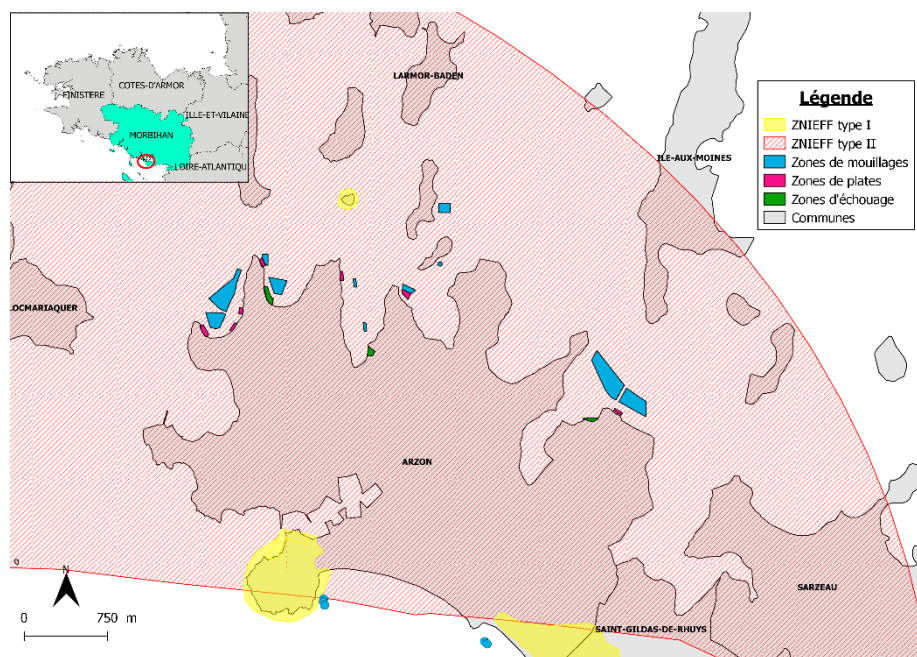 COTES-D'ARMOR
FINISTERE
ILLE-ET-VILAINE
MORBIHAN
LOIRE-ATLANTIQU
LARMOR-BADEN
ILE-AUX-MOINES
Légende
ZNIEFF type I
ZNIEFF type II
Zones de mouillages
Zones de plates
Zones d'échouage
Communes
LOCMARIAQUER
ARZON
SARZEAU
SAINT-GILDAS-DE-RHUYS
N
0 750 m